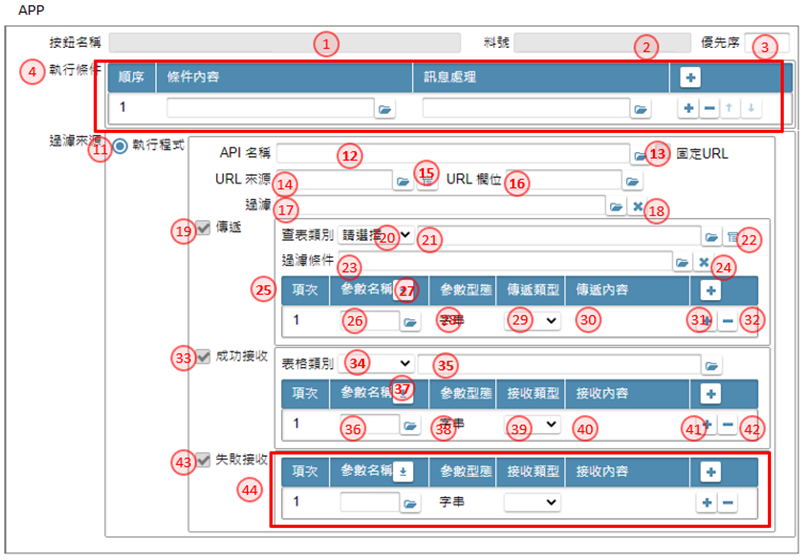 APP
按鈕名稱 1 料號 2 優先序 3
4 執行條件 順序 條件內容 訊息處理
1
過濾來源 11 執行程式
API 名稱 12 13 固定URL
URL 來源 14 15 URL 欄位 16
過濾 17 18
19 傳遞 查表類別 請選擇 20 21 22
過濾條件 23 24
25 項次 參數名稱 27 參數型態 傳遞類型 傳遞內容
1 26 28 字串 29 30 31 32
33 成功接收 表格類別 34 35
項次 參數名稱 37 參數型態 接收類型 接收內容
1 36 38 字串 39 40 41 42
43 失敗接收 項次 參數名稱 參數型態 接收類型 接收內容
44
1 字串